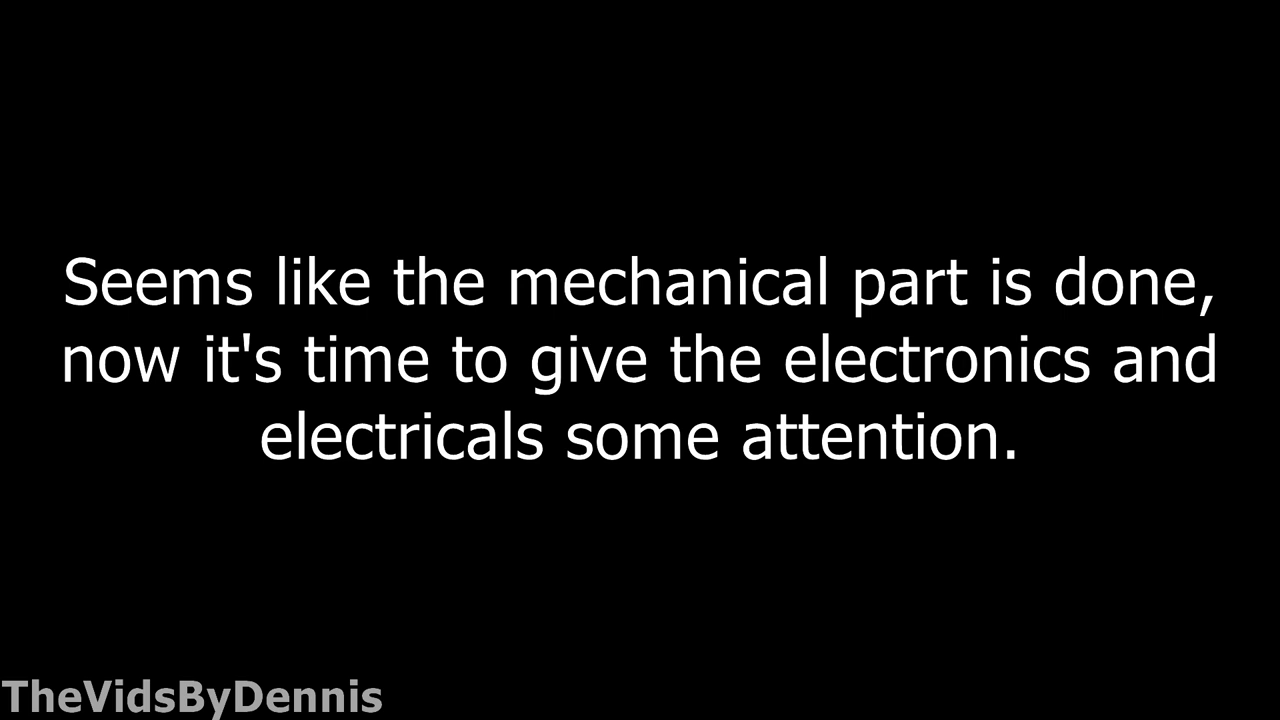 Seems like the mechanical part is done,
now it's time to give the electronics and
electricals some attention.
TheVidsByDennis